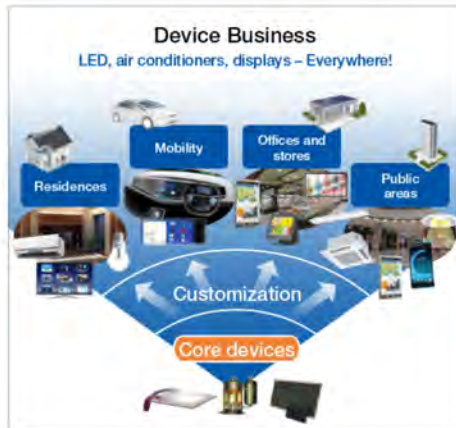 Device Business
LED, air conditioners, displays – Everywhere!
Mobility
Offices and
stores
Residences
Public
areas
Customization
Core devices